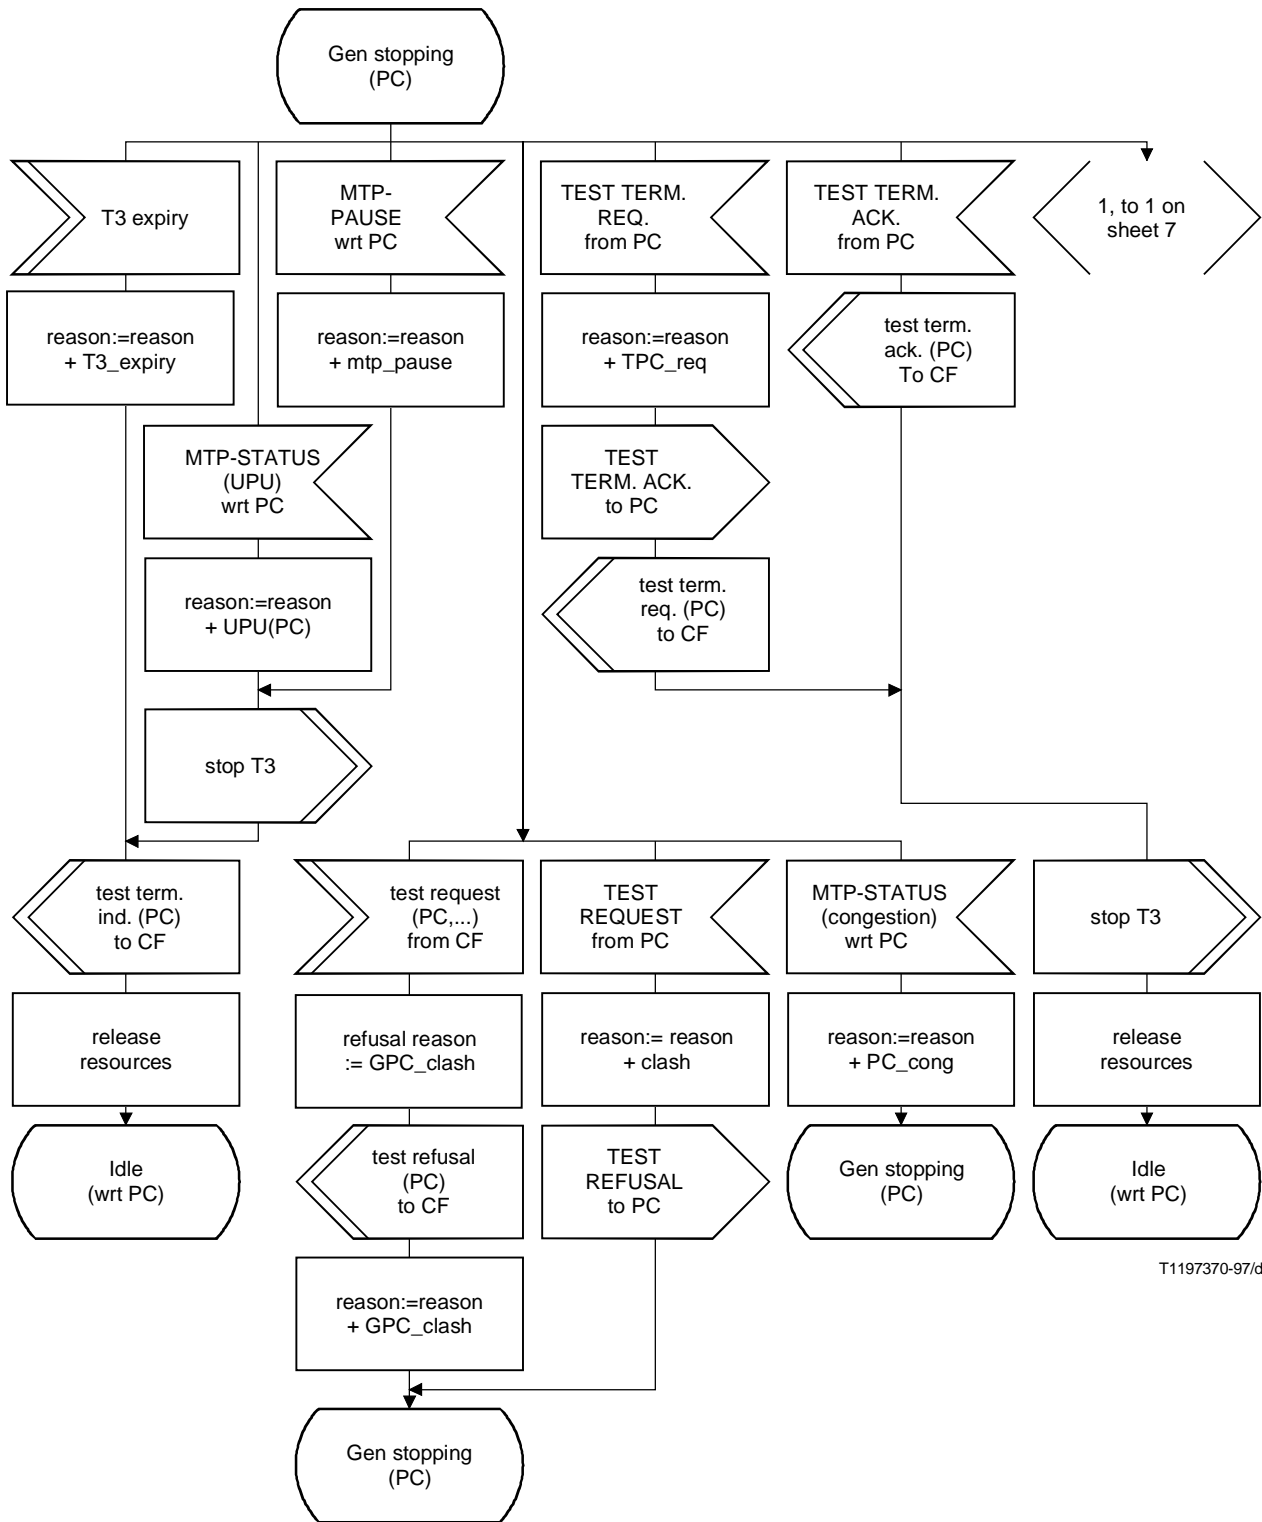 Gen stopping
(PC)
T3 expiry
MTP-
PAUSE
wrt PC
TEST TERM.
REQ.
from PC
TEST TERM.
ACK.
from PC
1, to 1 on
sheet 7
reason:=reason
+ T3_expiry
reason:=reason
+ mtp_pause
reason:=reason
+ TPC_req
test term.
ack. (PC)
To CF
MTP-STATUS
(UPU)
wrt PC
TEST
TERM. ACK.
to PC
reason:=reason
+ UPU(PC)
test term.
req. (PC)
to CF
stop T3
test term.
ind. (PC)
to CF
test request
(PC,...)
from CF
TEST
REQUEST
from PC
MTP-STATUS
(congestion)
wrt PC
stop T3
release
resources
refusal reason
:= GPC_clash
reason:= reason
+ clash
reason:=reason
+ PC_cong
release
resources
Idle
(wrt PC)
test refusal
(PC)
to CF
TEST
REFUSAL
to PC
Gen stopping
(PC)
Idle
(wrt PC)
T1197370-97/d
reason:=reason
+ GPC_clash
Gen stopping
(PC)